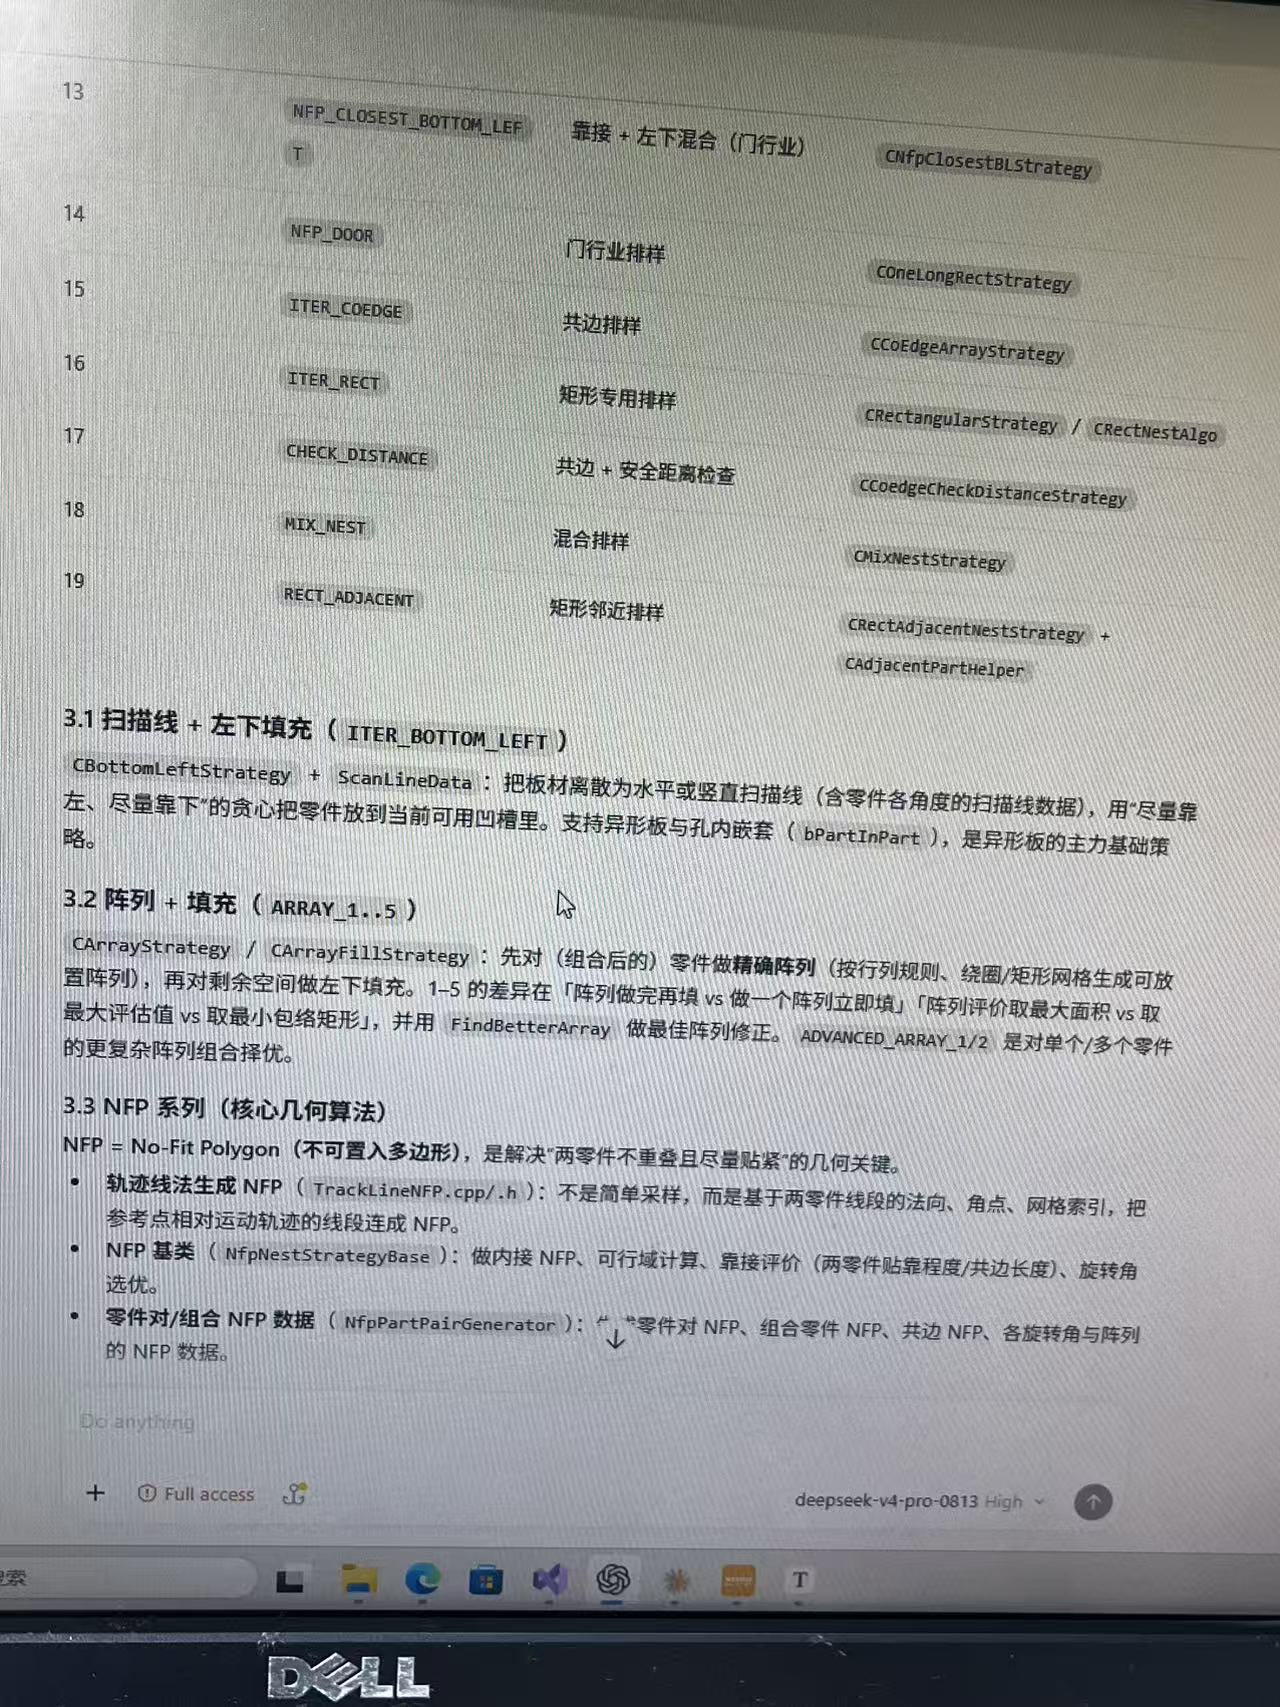 13
NFP_CLOSEST_BOTTOM_LEF
T
靠接 + 左下混合（门行业）
CNfpClosestBLStrategy
14
NFP_DOOR
门行业排样
COneLongRectStrategy
15
ITER_COEDGE
共边排样
CCoEdgeArrayStrategy
16
ITER_RECT
矩形专用排样
CRectangularStrategy / CRectNestAlgo
17
CHECK_DISTANCE
共边 + 安全距离检查
CCoedgeCheckDistanceStrategy
18
MIX_NEST
混合排样
CMixNestStrategy
19
RECT_ADJACENT
矩形邻近排样
CRectAdjacentNestStrategy +
CAdjacentPartHelper
3.1 扫描线 + 左下填充（ ITER_BOTTOM_LEFT ）
CBottomLeftStrategy + ScanLineData ：把板材离散为水平或竖直扫描线（含零件各角度的扫描线数据），用“尽量靠
左、尽量靠下”的贪心把零件放到当前可用凹槽里。支持异形板与孔内嵌套（ bPartInPart ），是异形板的主力基础策
略。
3.2 阵列 + 填充（ ARRAY_1..5 ）
CArrayStrategy / CArrayFillStrategy ：先对（组合后的）零件做精确阵列（按行列规则、绕圈/矩形网格生成可放
置阵列），再对剩余空间做左下填充。1–5 的差异在「阵列做完再填 vs 做一个阵列立即填」「阵列评价取最大面积 vs 取
最大评估值 vs 取最小包络矩形」，并用 FindBetterArray 做最佳阵列修正。 ADVANCED_ARRAY_1/2 是对单个/多个零件
的更复杂阵列组合择优。
3.3 NFP 系列（核心几何算法）
NFP = No-Fit Polygon（不可置入多边形），是解决“两零件不重叠且尽量贴紧”的几何关键。
• 轨迹线法生成 NFP（ TrackLineNFP.cpp/.h ）：不是简单采样，而是基于两零件线段的法向、角点、网格索引，把
参考点相对运动轨迹的线段连成 NFP。
• NFP 基类（ NfpNestStrategyBase ）：做内接 NFP、可行域计算、靠接评价（两零件贴靠程度/共边长度）、旋转角
选优。
• 零件对/组合 NFP 数据（ NfpPartPairGenerator ）：零件对 NFP、组合零件 NFP、共边 NFP、各旋转角与阵列
的 NFP 数据。
Do anything
Full access
deepseek-v4-pro-0813 High
索
T
DELL